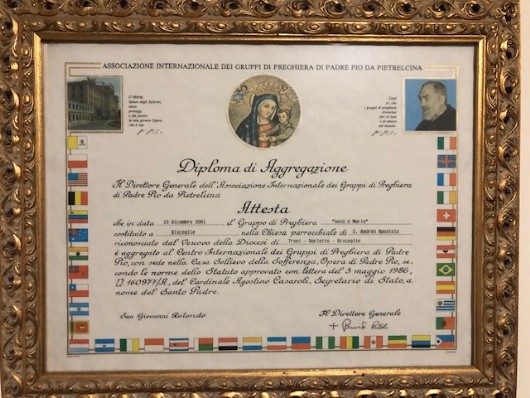 ASSOCIAZIONE INTERNAZIONALE DEI GRUPPI DI PREGHIERA DI PADRE PIO DA PIETRELCINA
Diploma di Aggregazione
Il Direttore Generale dell'Associazione Internazionale dei Gruppi di Preghiera
di Padre Pio da Pietrelcina
Attesta
che in data 16 Dicembre 2001 il Gruppo di Preghiera "Gesù e Maria"
costituito a Bisceglie nella Chiesa parrocchiale di S. Andrea Apostolo
riconosciuto dal Vescovo della Diocesi di Trani - Barletta - Bisceglie
è aggregato al Centro Internazionale dei Gruppi di Preghiera di Padre
Pio, con sede nella Casa Sollievo della Sofferenza, Opera di Padre Pio, se-
condo le norme dello Statuto approvato con lettera del 3 maggio 1986,
N. 160977/A, del Cardinale Agostino Casaroli, Segretario di Stato, a
nome del Santo Padre.
San Giovanni Rotondo
Il Direttore Generale